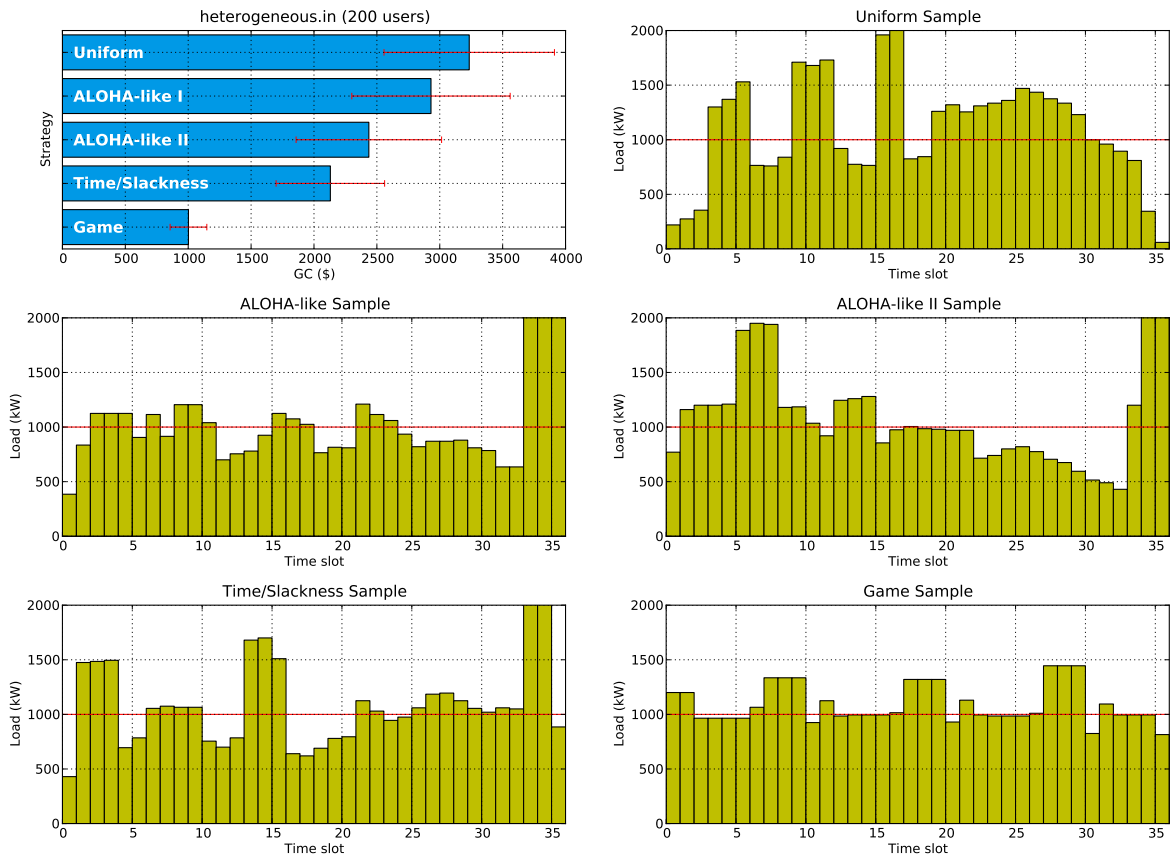 heterogeneous.in (200 users)
Strategy
Uniform
ALOHA-like I
ALOHA-like II
Time/Slackness
Game
0 500 1000 1500 2000 2500 3000 3500 4000
GC ($)
Uniform Sample
Load (kW)
2000
1500
1000
500
0
0 5 10 15 20 25 30 35
Time slot
ALOHA-like Sample
Load (kW)
2000
1500
1000
500
0
0 5 10 15 20 25 30 35
Time slot
ALOHA-like II Sample
Load (kW)
2000
1500
1000
500
0
0 5 10 15 20 25 30 35
Time slot
Time/Slackness Sample
Load (kW)
2000
1500
1000
500
0
0 5 10 15 20 25 30 35
Time slot
Game Sample
Load (kW)
2000
1500
1000
500
0
0 5 10 15 20 25 30 35
Time slot